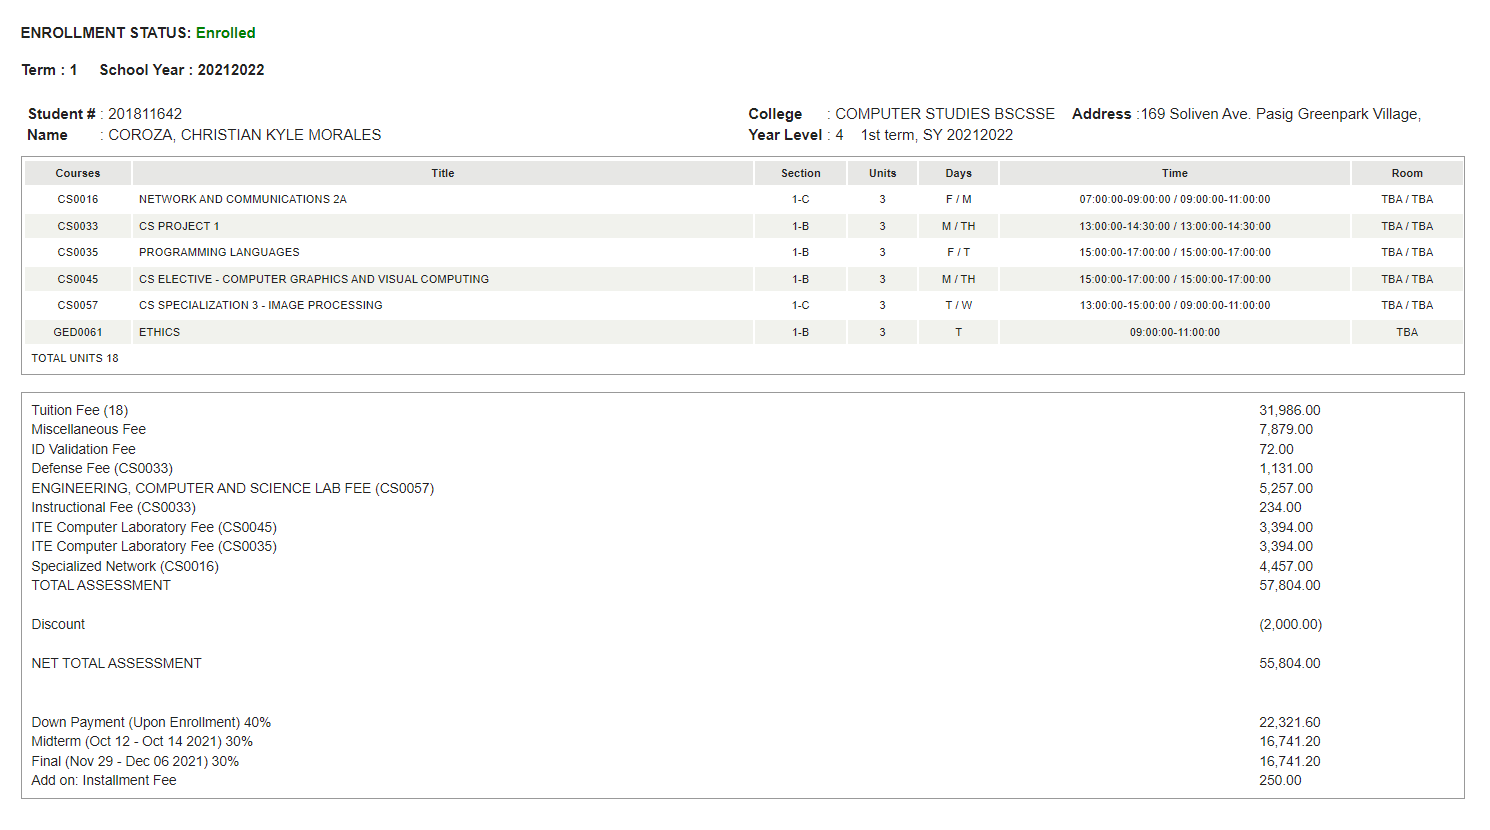 ENROLLMENT STATUS: Enrolled
Term : 1 School Year : 20212022
Student # : 201811642 College : COMPUTER STUDIES BSCSSE Address :169 Soliven Ave. Pasig Greenpark Village,
Name : COROZA, CHRISTIAN KYLE MORALES Year Level : 4 1st term, SY 20212022
Courses Title Section Units Days Time Room
CS0016 NETWORK AND COMMUNICATIONS 2A 1-C 3 F / M 07:00:00-09:00:00 / 09:00:00-11:00:00 TBA / TBA
CS0033 CS PROJECT 1 1-B 3 M / TH 13:00:00-14:30:00 / 13:00:00-14:30:00 TBA / TBA
CS0035 PROGRAMMING LANGUAGES 1-B 3 F / T 15:00:00-17:00:00 / 15:00:00-17:00:00 TBA / TBA
CS0045 CS ELECTIVE - COMPUTER GRAPHICS AND VISUAL COMPUTING 1-B 3 M / TH 15:00:00-17:00:00 / 15:00:00-17:00:00 TBA / TBA
CS0057 CS SPECIALIZATION 3 - IMAGE PROCESSING 1-C 3 T / W 13:00:00-15:00:00 / 09:00:00-11:00:00 TBA / TBA
GED0061 ETHICS 1-B 3 T 09:00:00-11:00:00 TBA
TOTAL UNITS 18
Tuition Fee (18) 31,986.00
Miscellaneous Fee 7,879.00
ID Validation Fee 72.00
Defense Fee (CS0033) 1,131.00
ENGINEERING, COMPUTER AND SCIENCE LAB FEE (CS0057) 5,257.00
Instructional Fee (CS0033) 234.00
ITE Computer Laboratory Fee (CS0045) 3,394.00
ITE Computer Laboratory Fee (CS0035) 3,394.00
Specialized Network (CS0016) 4,457.00
TOTAL ASSESSMENT 57,804.00
Discount (2,000.00)
NET TOTAL ASSESSMENT 55,804.00
Down Payment (Upon Enrollment) 40% 22,321.60
Midterm (Oct 12 - Oct 14 2021) 30% 16,741.20
Final (Nov 29 - Dec 06 2021) 30% 16,741.20
Add on: Installment Fee 250.00